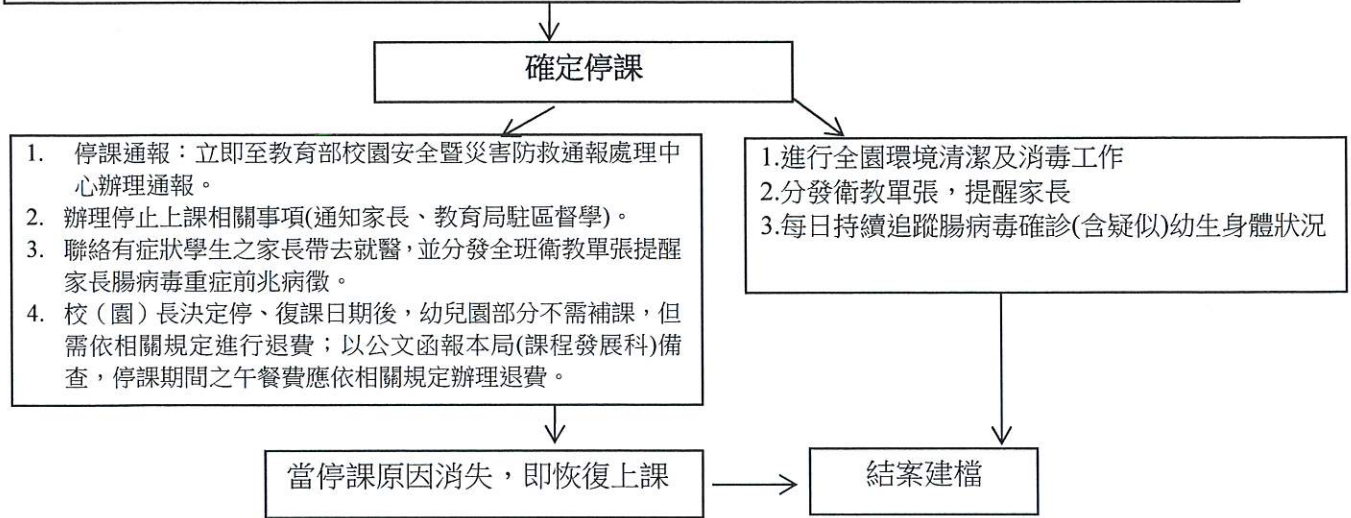 確定停課
1. 停課通報：立即至教育部校園安全暨災害防救通報處理中
心辦理通報。
2. 辦理停止上課相關事項(通知家長、教育局駐區督學)。
3. 聯絡有症狀學生之家長帶去就醫，並分發全班衛教單張提醒
家長腸病毒重症前兆病徵。
4. 校（園）長決定停、復課日期後，幼兒園部分不需補課，但
需依相關規定進行退費；以公文函報本局(課程發展科)備
查，停課期間之午餐費應依相關規定辦理退費。
1.進行全園環境清潔及消毒工作
2.分發衛教單張，提醒家長
3.每日持續追蹤腸病毒確診(含疑似)幼生身體狀況
當停課原因消失，即恢復上課
結案建檔